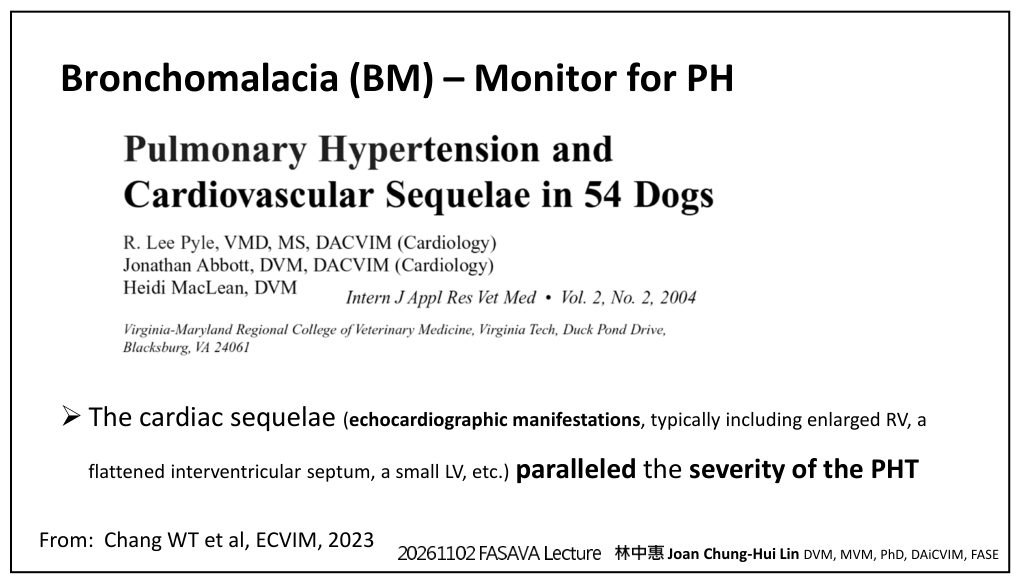 Bronchomalacia (BM) – Monitor for PH
Pulmonary Hypertension and
Cardiovascular Sequelae in 54 Dogs
R. Lee Pyle, VMD, MS, DACVIM (Cardiology)
Jonathan Abbott, DVM, DACVIM (Cardiology)
Heidi MacLean, DVM
Intern J Appl Res Vet Med • Vol. 2, No. 2, 2004
Virginia-Maryland Regional College of Veterinary Medicine, Virginia Tech, Duck Pond Drive,
Blacksburg, VA 24061
➢ The cardiac sequelae (echocardiographic manifestations, typically including enlarged RV, a
flattened interventricular septum, a small LV, etc.) paralleled the severity of the PHT
From: Chang WT et al, ECVIM, 2023
20261102 FASAVA Lecture 林中惠 Joan Chung-Hui Lin DVM, MVM, PhD, DAiCVIM, FASE